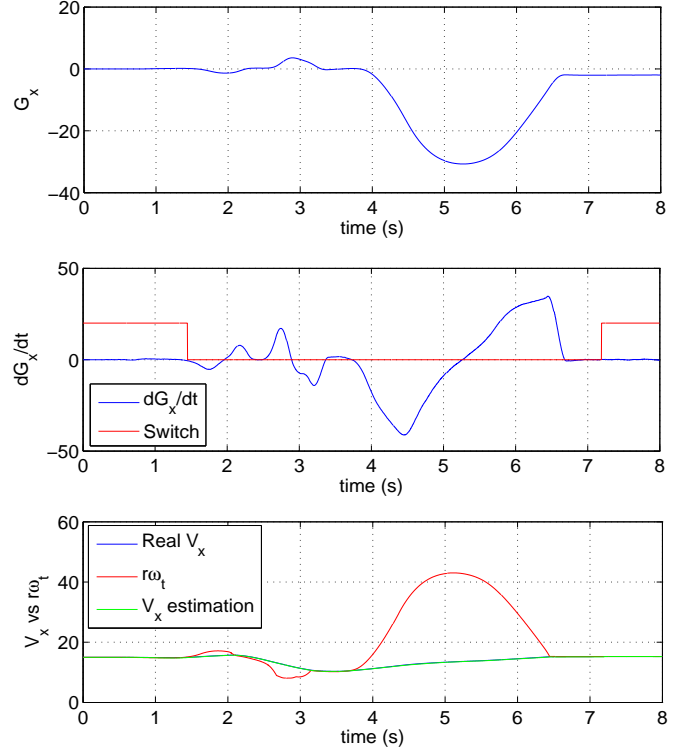 20
0
−20
−40
G_x
0 1 2 3 4 5 6 7 8
time (s)
50
0
−50
dG_x/dt
dG_x/dt
Switch
0 1 2 3 4 5 6 7 8
time (s)
60
40
20
0
V_x vs rω_t
Real V_x
rω_t
V_x estimation
0 1 2 3 4 5 6 7 8
time (s)